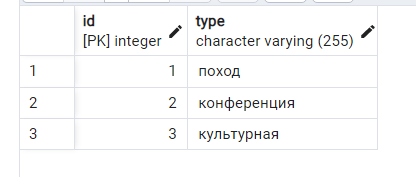 id type
[PK] integer character varying (255)
1 1 поход
2 2 конференция
3 3 культурная